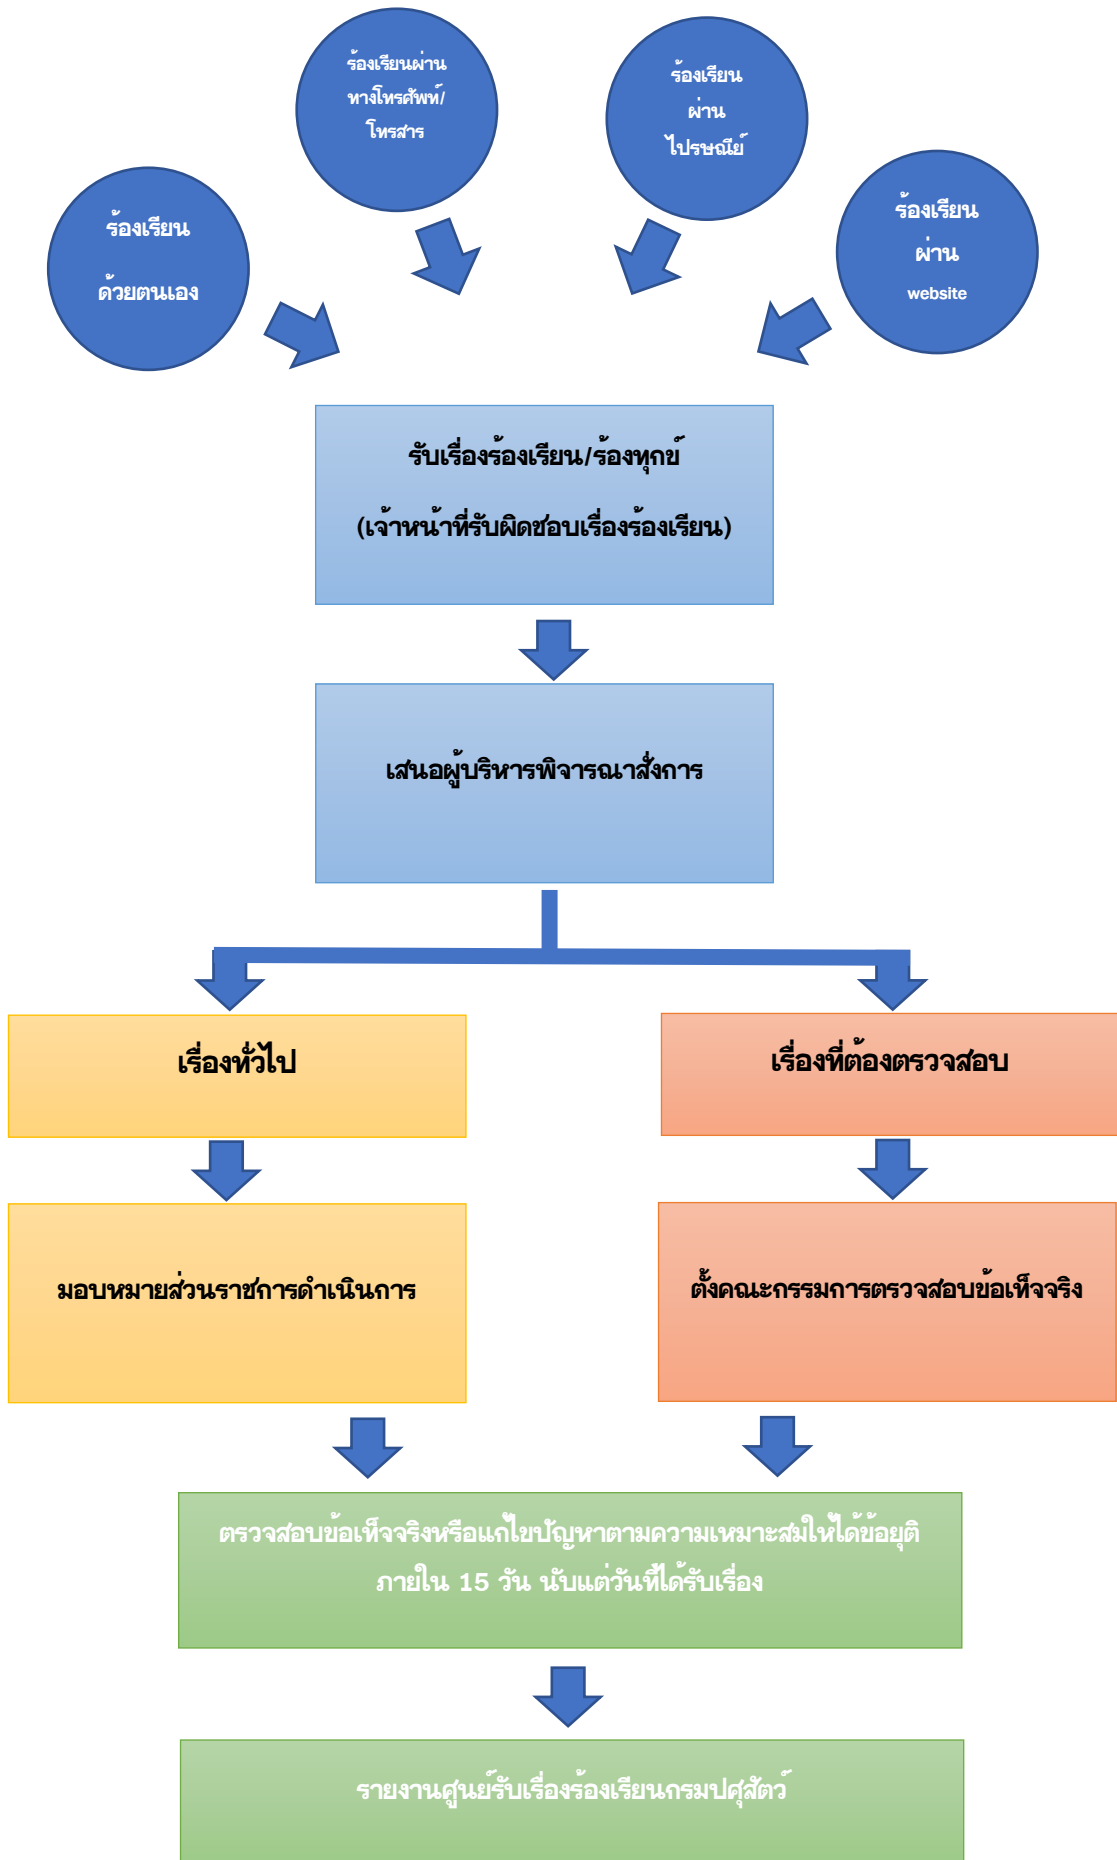 ร้องเรียนผ่าน
ทางโทรศัพท์/
โทรสาร
ร้องเรียน
ผ่าน
ไปรษณีย์
ร้องเรียน
ด้วยตนเอง
ร้องเรียน
ผ่าน
website
รับเรื่องร้องเรียน/ร้องทุกข์
(เจ้าหน้าที่รับผิดชอบเรื่องร้องเรียน)
เสนอผู้บริหารพิจารณาสั่งการ
เรื่องทั่วไป
เรื่องที่ต้องตรวจสอบ
มอบหมายส่วนราชการดำเนินการ
ตั้งคณะกรรมการตรวจสอบข้อเท็จจริง
ตรวจสอบข้อเท็จจริงหรือแก้ไขปัญหาตามความเหมาะสมให้ได้ข้อยุติ
ภายใน 15 วัน นับแต่วันที่ได้รับเรื่อง
รายงานศูนย์รับเรื่องร้องเรียนกรมปศุสัตว์